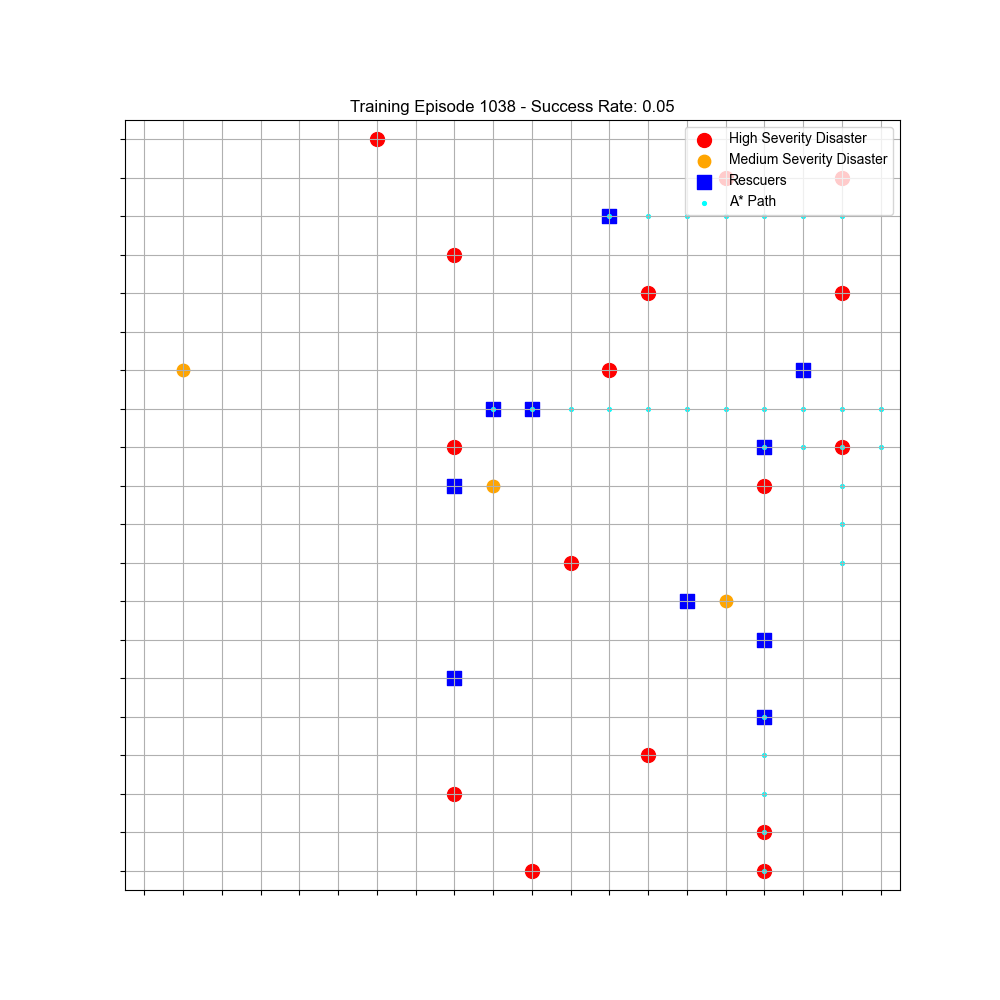 Training Episode 1038 - Success Rate: 0.05
High Severity Disaster
Medium Severity Disaster
Rescuers
A* Path